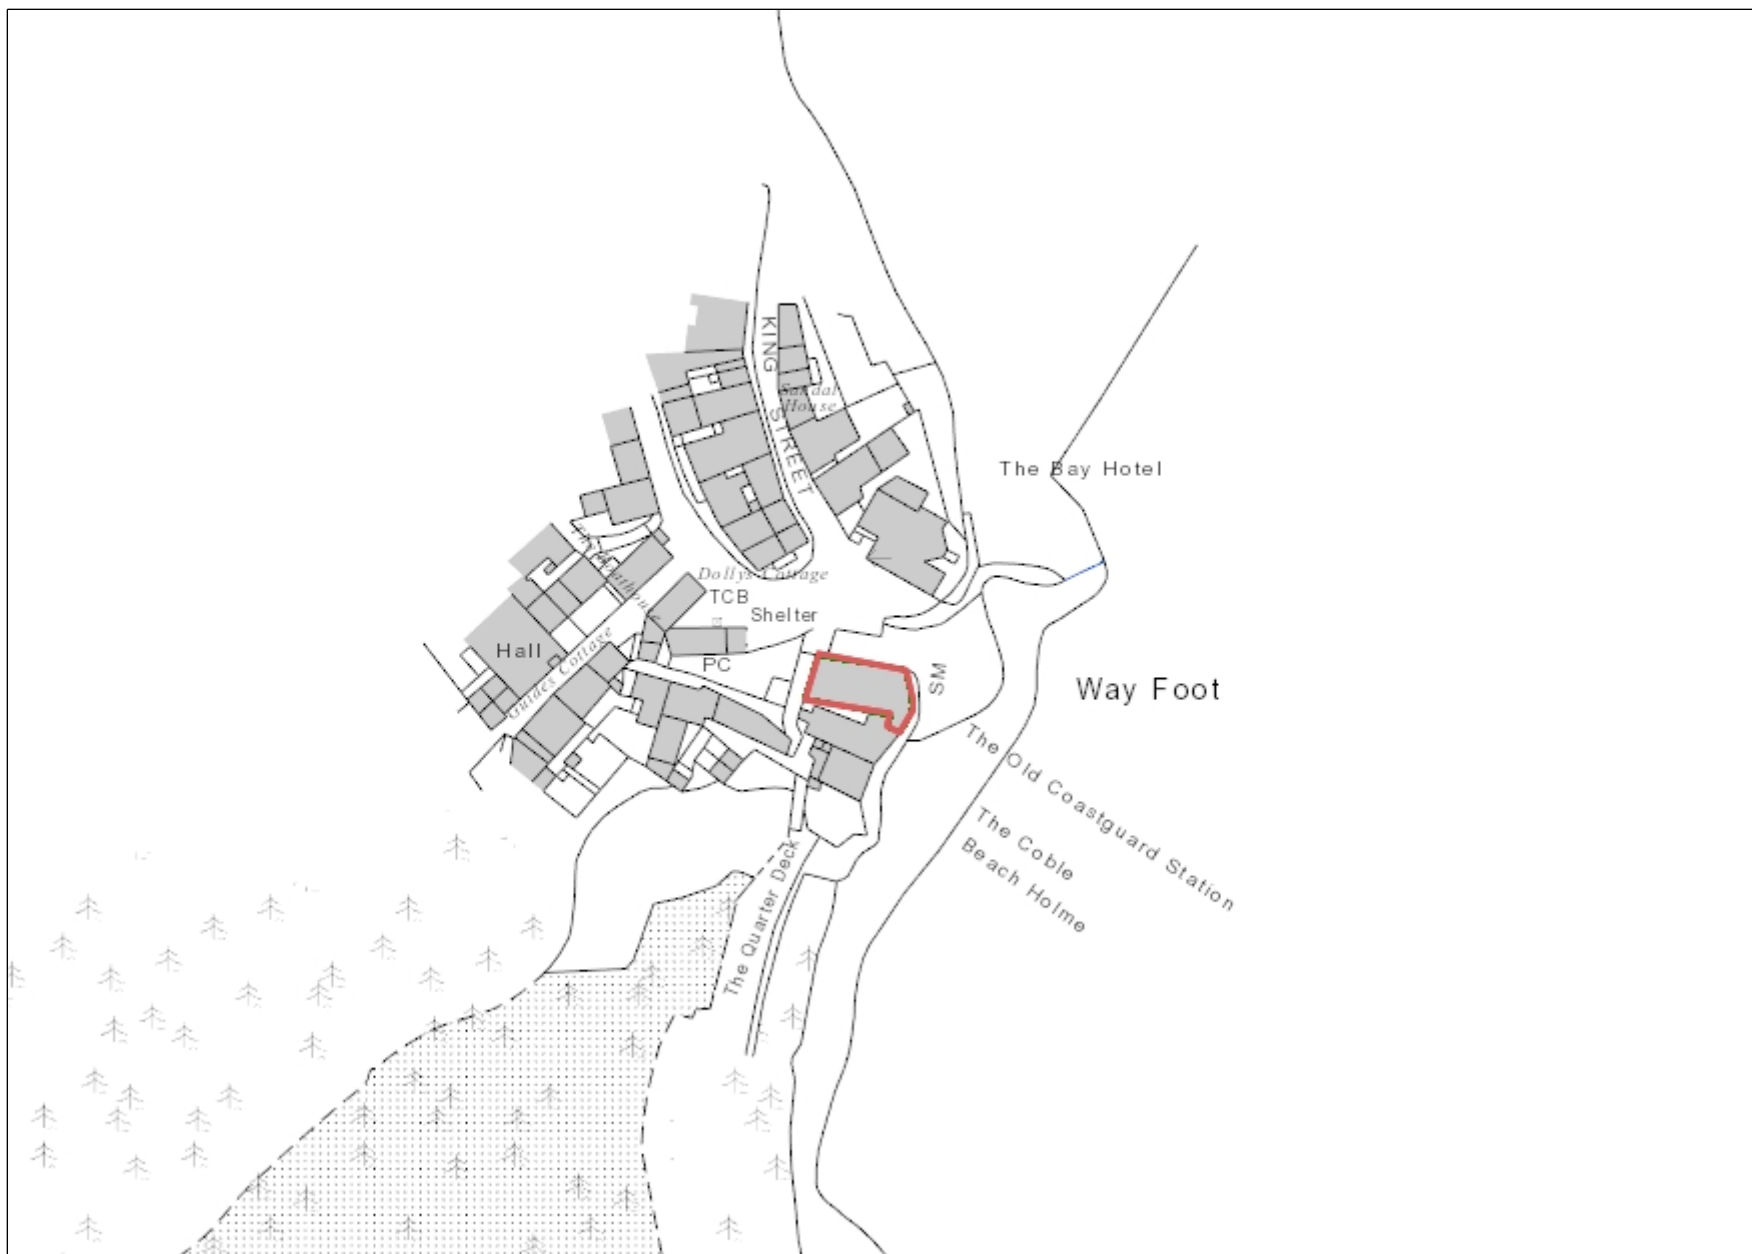 KING STREET
Sandal
House
The Bay Hotel
Dollys Cottage
TCB
Shelter
Hall
Guides Cottage
PC
SM
Way Foot
The Old Coastguard Station
The Coble
Beach Holme
The Quarter Deck